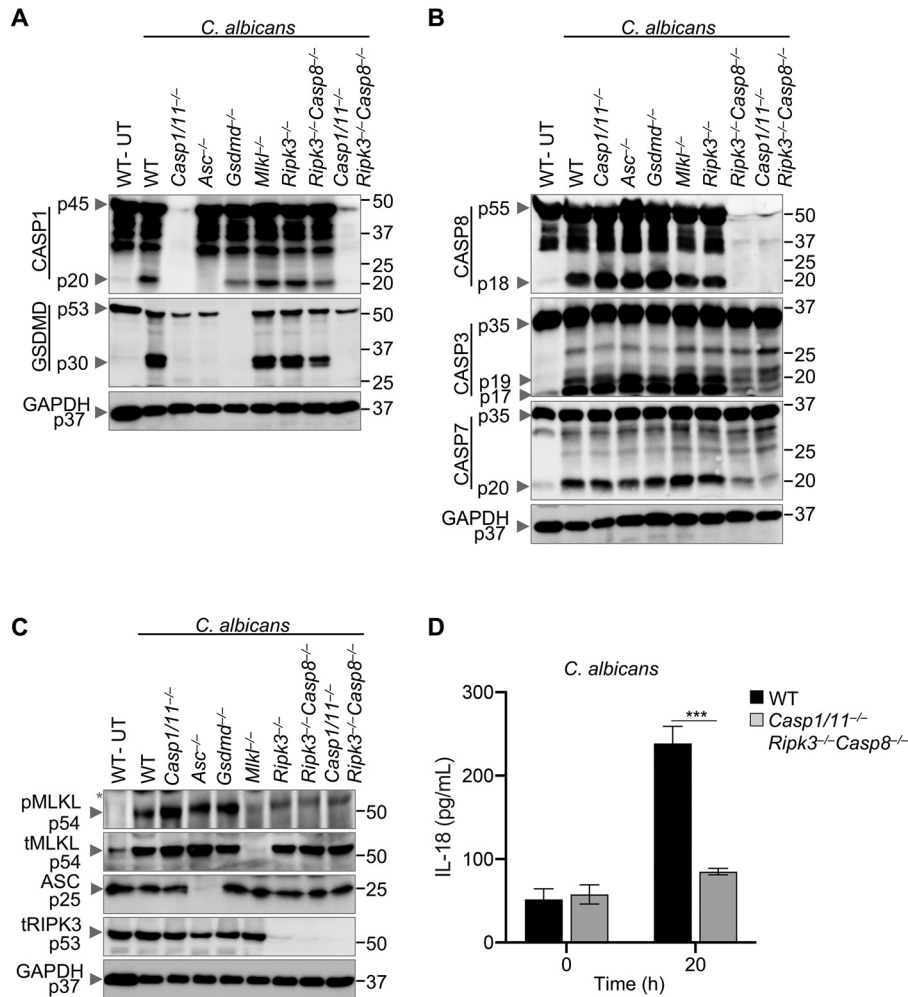 A
C. albicans
WT- UT
WT
Casp1/11–/–
Asc–/–
Gsdmd–/–
Mlkl–/–
Ripk3–/–
Ripk3–/–Casp8–/–
Casp1/11–/–
Ripk3–/–Casp8–/–
CASP1
p45
p20
50
37
25
20
GSDMD
p53
p30
50
37
25
GAPDH
p37
37
B
C. albicans
WT- UT
WT
Casp1/11–/–
Asc–/–
Gsdmd–/–
Mlkl–/–
Ripk3–/–
Ripk3–/–Casp8–/–
Casp1/11–/–
Ripk3–/–Casp8–/–
CASP8
p55
p18
50
37
25
20
CASP3
p35
p19
p17
37
25
20
CASP7
p35
p20
37
25
20
GAPDH
p37
37
C
C. albicans
WT- UT
WT
Casp1/11–/–
Asc–/–
Gsdmd–/–
Mlkl–/–
Ripk3–/–
Ripk3–/–Casp8–/–
Casp1/11–/–
Ripk3–/–Casp8–/–
*
pMLKL
p54
50
tMLKL
p54
50
ASC
p25
25
tRIPK3
p53
50
GAPDH
p37
37
D
C. albicans
300
200
100
0
IL-18 (pg/mL)
***
WT
Casp1/11–/–
Ripk3–/–Casp8–/–
0
20
Time (h)